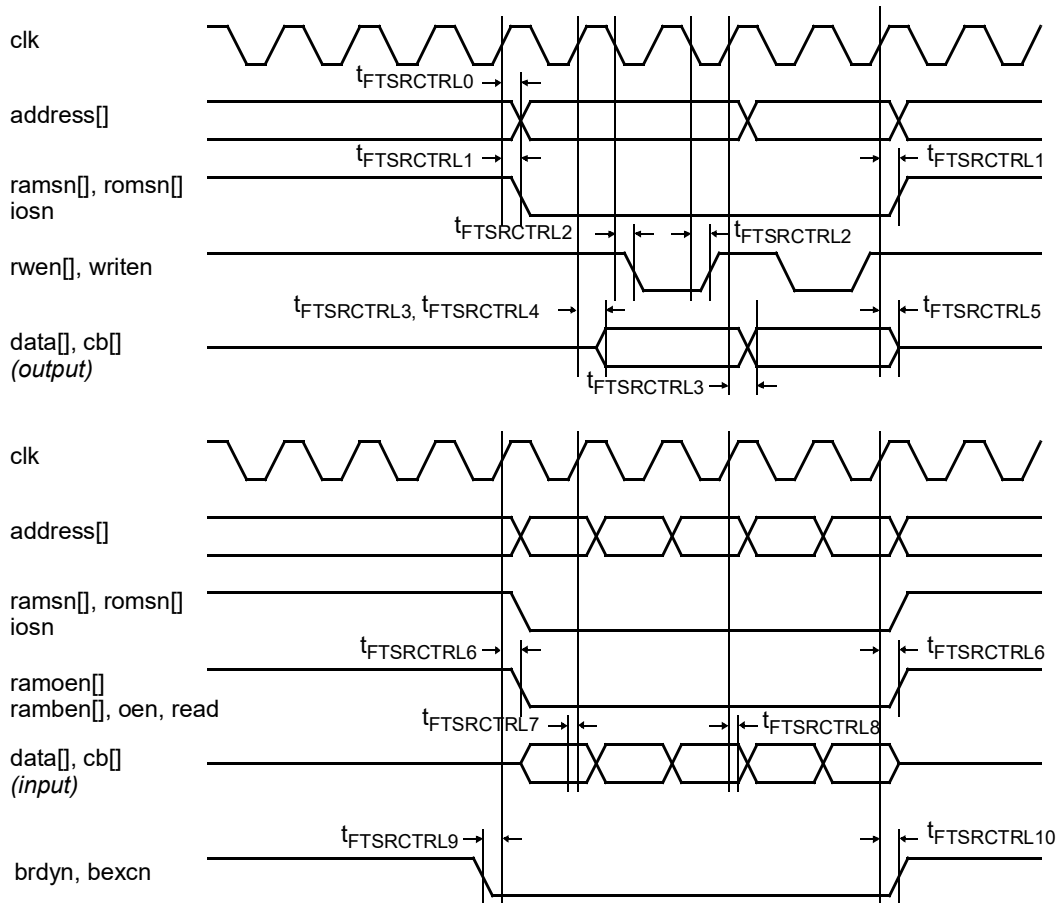 clk
tFTSRCTRL0
address[]
tFTSRCTRL1
tFTSRCTRL1
ramsn[], romsn[]
iosn
tFTSRCTRL2
tFTSRCTRL2
rwen[], writen
tFTSRCTRL3, tFTSRCTRL4
tFTSRCTRL5
data[], cb[]
(output)
tFTSRCTRL3
clk
address[]
ramsn[], romsn[]
iosn
tFTSRCTRL6
tFTSRCTRL6
ramoen[]
ramben[], oen, read
tFTSRCTRL7
tFTSRCTRL8
data[], cb[]
(input)
tFTSRCTRL9
tFTSRCTRL10
brdyn, bexcn